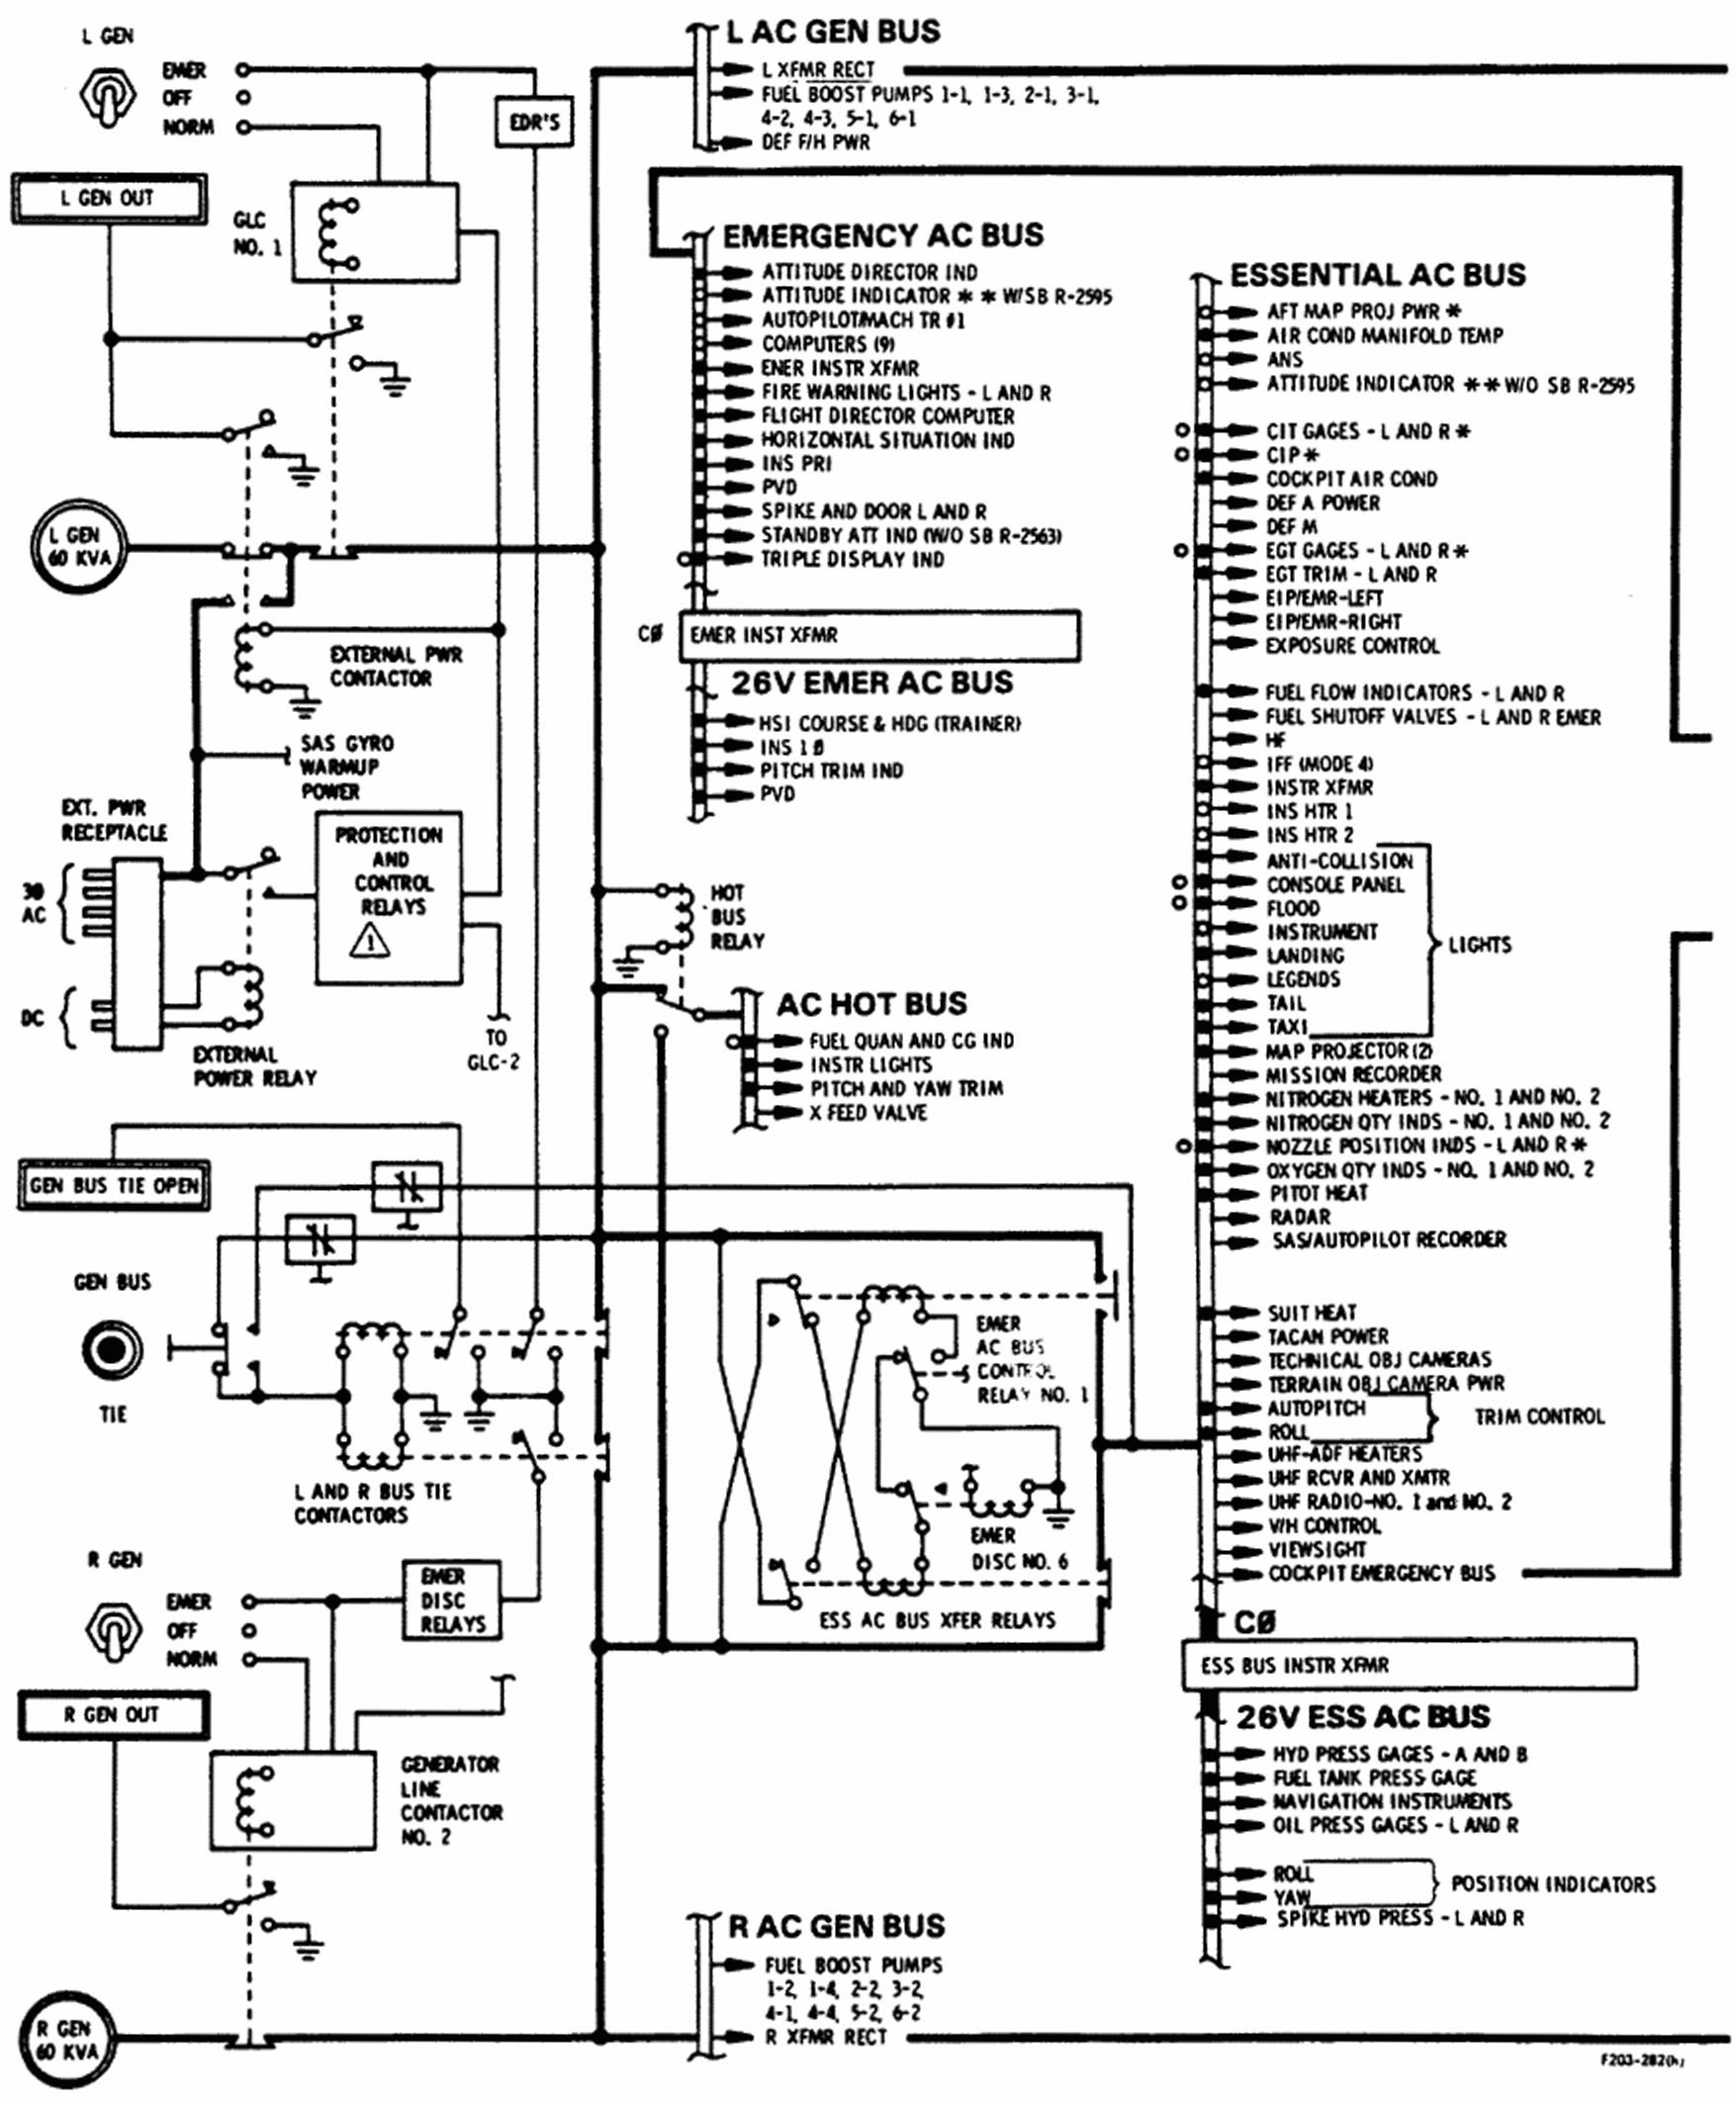 L GEN
EMER
OFF
NORM
EDR'S
L GEN OUT
GLC
NO. 1
L GEN
60 KVA
EXTERNAL PWR
CONTACTOR
SAS GYRO
WARMUP
POWER
EXT. PWR
RECEPTACLE
3Ø
AC
DC
PROTECTION
AND
CONTROL
RELAYS
1
EXTERNAL
POWER RELAY
TO
GLC-2
GEN BUS TIE OPEN
GEN BUS
TIE
L AND R BUS TIE
CONTACTORS
R GEN
EMER
OFF
NORM
EMER
DISC
RELAYS
R GEN OUT
GENERATOR
LINE
CONTACTOR
NO. 2
R GEN
60 KVA
L AC GEN BUS
L XFMR RECT
FUEL BOOST PUMPS 1-1, 1-3, 2-1, 3-1,
4-2, 4-3, 5-1, 6-1
DEF F/H PWR
EMERGENCY AC BUS
ATTITUDE DIRECTOR IND
ATTITUDE INDICATOR * * W/SB R-2595
AUTOPILOT/MACH TR #1
COMPUTERS (9)
ENER INSTR XFMR
FIRE WARNING LIGHTS - L AND R
FLIGHT DIRECTOR COMPUTER
HORIZONTAL SITUATION IND
INS PRI
PVD
SPIKE AND DOOR L AND R
STANDBY ATT IND (W/O SB R-2563)
TRIPLE DISPLAY IND
CØ
EMER INST XFMR
26V EMER AC BUS
HSI COURSE & HDG (TRAINER)
INS 1 Ø
PITCH TRIM IND
PVD
HOT
BUS
RELAY
AC HOT BUS
FUEL QUAN AND CG IND
INSTR LIGHTS
PITCH AND YAW TRIM
X FEED VALVE
EMER
AC BUS
CONTROL
RELAY NO. 1
EMER
DISC NO. 6
ESS AC BUS XFER RELAYS
R AC GEN BUS
FUEL BOOST PUMPS
1-2, 1-4, 2-2, 3-2,
4-1, 4-4, 5-2, 6-2
R XFMR RECT
ESSENTIAL AC BUS
AFT MAP PROJ PWR *
AIR COND MANIFOLD TEMP
ANS
ATTITUDE INDICATOR * * W/O SB R-2595
CIT GAGES - L AND R *
CIP *
COCKPIT AIR COND
DEF A POWER
DEF M
EGT GAGES - L AND R *
EGT TRIM - L AND R
EIP/EMR-LEFT
EIP/EMR-RIGHT
EXPOSURE CONTROL
FUEL FLOW INDICATORS - L AND R
FUEL SHUTOFF VALVES - L AND R EMER
HF
IFF (MODE 4)
INSTR XFMR
INS HTR 1
INS HTR 2
ANTI-COLLISION
CONSOLE PANEL
FLOOD
INSTRUMENT
LANDING
LEGENDS
TAIL
TAXI
LIGHTS
MAP PROJECTOR (2)
MISSION RECORDER
NITROGEN HEATERS - NO. 1 AND NO. 2
NITROGEN QTY INDS - NO. 1 AND NO. 2
NOZZLE POSITION INDS - L AND R *
OXYGEN QTY INDS - NO. 1 AND NO. 2
PITOT HEAT
RADAR
SAS/AUTOPILOT RECORDER
SUIT HEAT
TACAN POWER
TECHNICAL OBJ CAMERAS
TERRAIN OBJ CAMERA PWR
AUTOPITCH
ROLL
TRIM CONTROL
UHF-ADF HEATERS
UHF RCVR AND XMTR
UHF RADIO-NO. 1 and NO. 2
V/H CONTROL
VIEWSIGHT
COCKPIT EMERGENCY BUS
CØ
ESS BUS INSTR XFMR
26V ESS AC BUS
HYD PRESS GAGES - A AND B
FUEL TANK PRESS GAGE
NAVIGATION INSTRUMENTS
OIL PRESS GAGES - L AND R
ROLL
YAW
POSITION INDICATORS
SPIKE HYD PRESS - L AND R
F203-282(h)